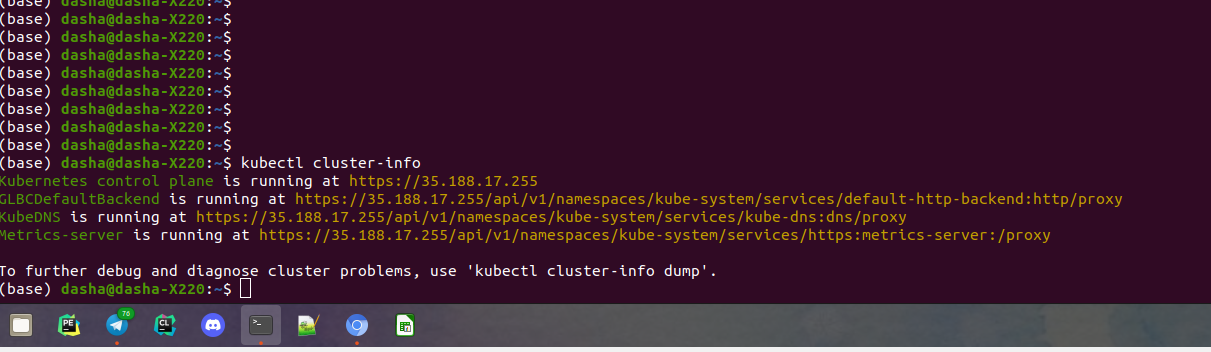 (base) dasha@dasha-X220:~$
(base) dasha@dasha-X220:~$
(base) dasha@dasha-X220:~$
(base) dasha@dasha-X220:~$
(base) dasha@dasha-X220:~$
(base) dasha@dasha-X220:~$
(base) dasha@dasha-X220:~$
(base) dasha@dasha-X220:~$
(base) dasha@dasha-X220:~$
(base) dasha@dasha-X220:~$ kubectl cluster-info
Kubernetes control plane is running at https://35.188.17.255
GLBCDefaultBackend is running at https://35.188.17.255/api/v1/namespaces/kube-system/services/default-http-backend:http/proxy
KubeDNS is running at https://35.188.17.255/api/v1/namespaces/kube-system/services/kube-dns:dns/proxy
Metrics-server is running at https://35.188.17.255/api/v1/namespaces/kube-system/services/https:metrics-server:/proxy
To further debug and diagnose cluster problems, use 'kubectl cluster-info dump'.
(base) dasha@dasha-X220:~$
PE 76 CL >_